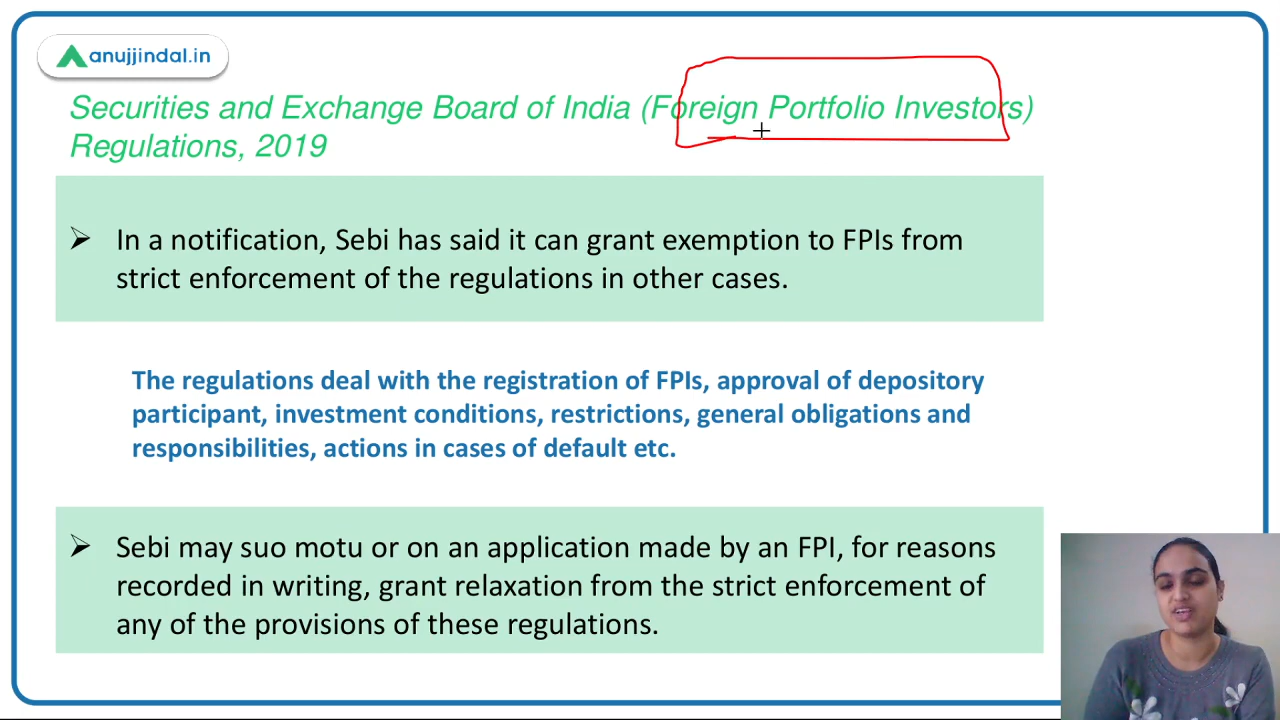 anujjindal.in
Securities and Exchange Board of India (Foreign Portfolio Investors)
Regulations, 2019
➢ In a notification, Sebi has said it can grant exemption to FPIs from
strict enforcement of the regulations in other cases.
The regulations deal with the registration of FPIs, approval of depository
participant, investment conditions, restrictions, general obligations and
responsibilities, actions in cases of default etc.
➢ Sebi may suo motu or on an application made by an FPI, for reasons
recorded in writing, grant relaxation from the strict enforcement of
any of the provisions of these regulations.